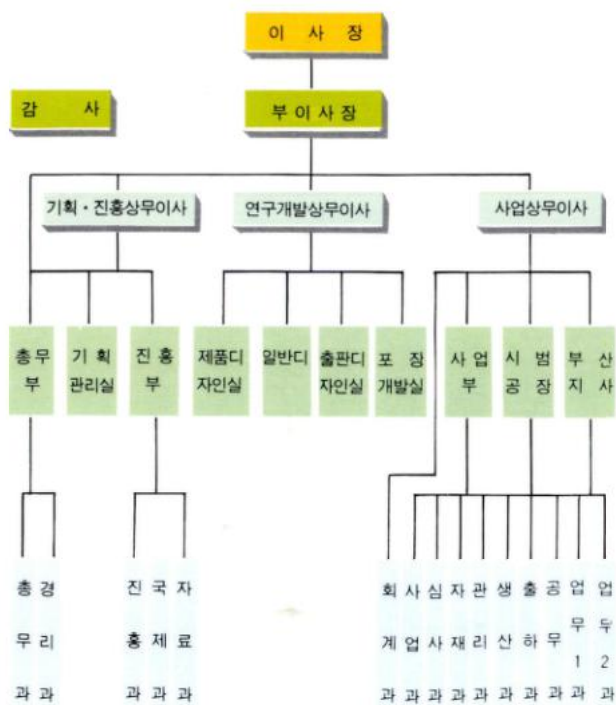 이 사 장
감 사
부 이 사 장
기획・진흥상무이사
연구개발상무이사
사업상무이사
총무
부
기 획
관리실
진 흥
부
제품디
자인실
일반디
출판디
자인실
포 장
개발실
사 업
부
시 범
공 장
부 산
지 사
총무과
경리과
진흥과
국제과
자료과
회계과
사업과
심사과
자재과
관리과
생산과
출하과
공무과
업무1과
업무2과